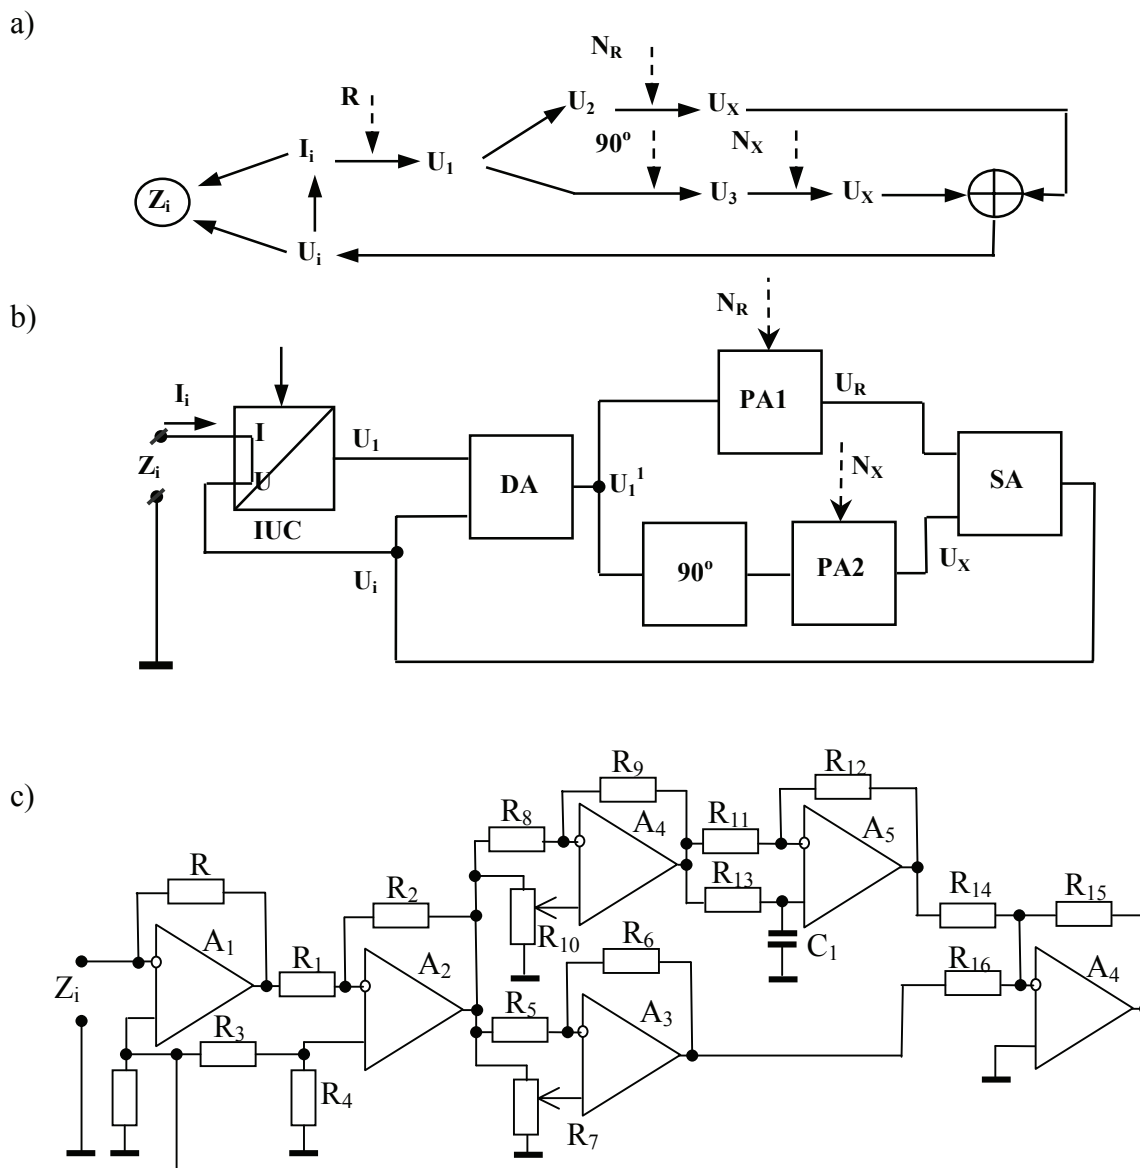 a)
N_R
R
U_2
U_X
90°
N_X
I_i
U_1
Z_i
U_3
U_X
U_i
b)
N_R
I_i
I
U_1
PA1
U_R
Z_i
U
DA
U_1^1
N_X
SA
IUC
U_i
90°
PA2
U_X
c)
R_9
R_12
R_8
A_4
R_11
A_5
R
R_2
R_13
R_14
R_15
A_1
R_10
R_6
C_1
Z_i
R_1
A_2
R_16
A_4
R_3
R_5
A_3
R_4
R_7